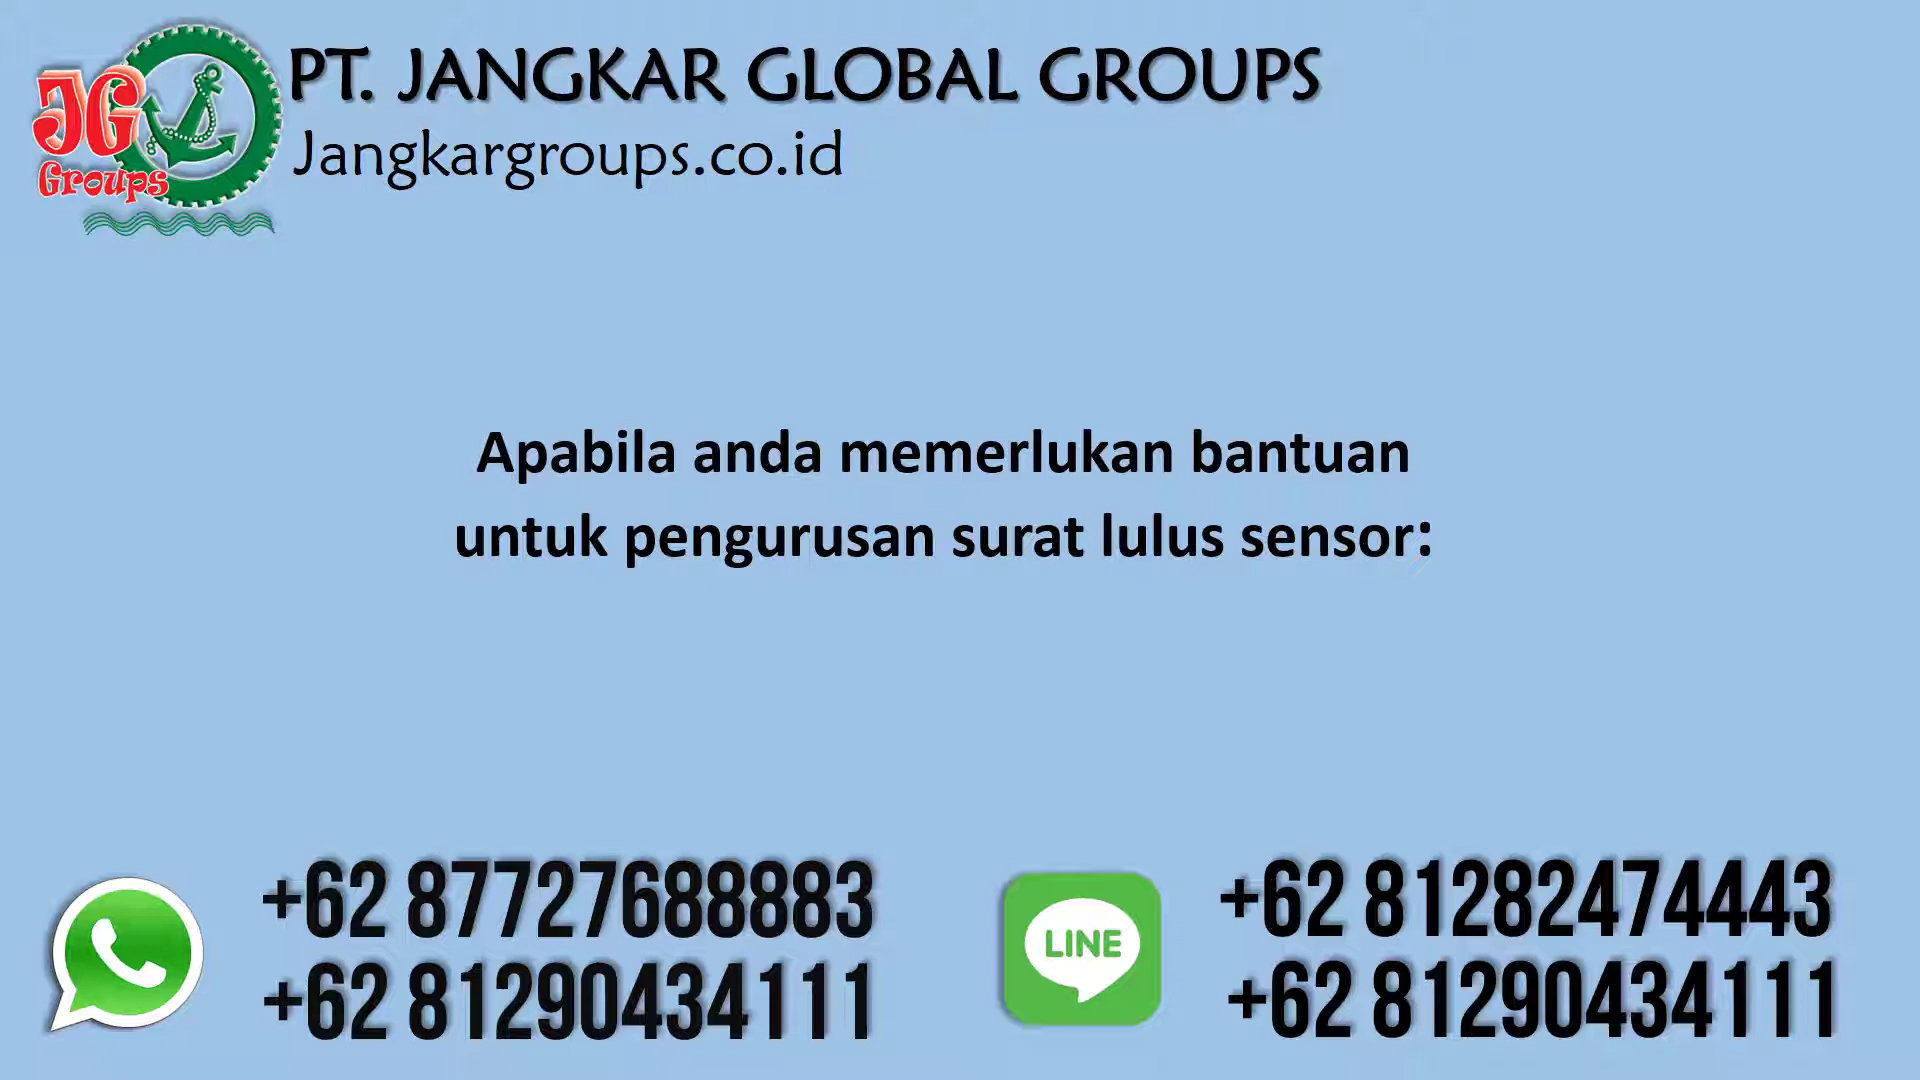 JG
Groups
PT. JANGKAR GLOBAL GROUPS
Jangkargroups.co.id
Apabila anda memerlukan bantuan
untuk pengurusan surat lulus sensor:
+62 87727688883
+62 81290434111
LINE
+62 81282474443
+62 81290434111